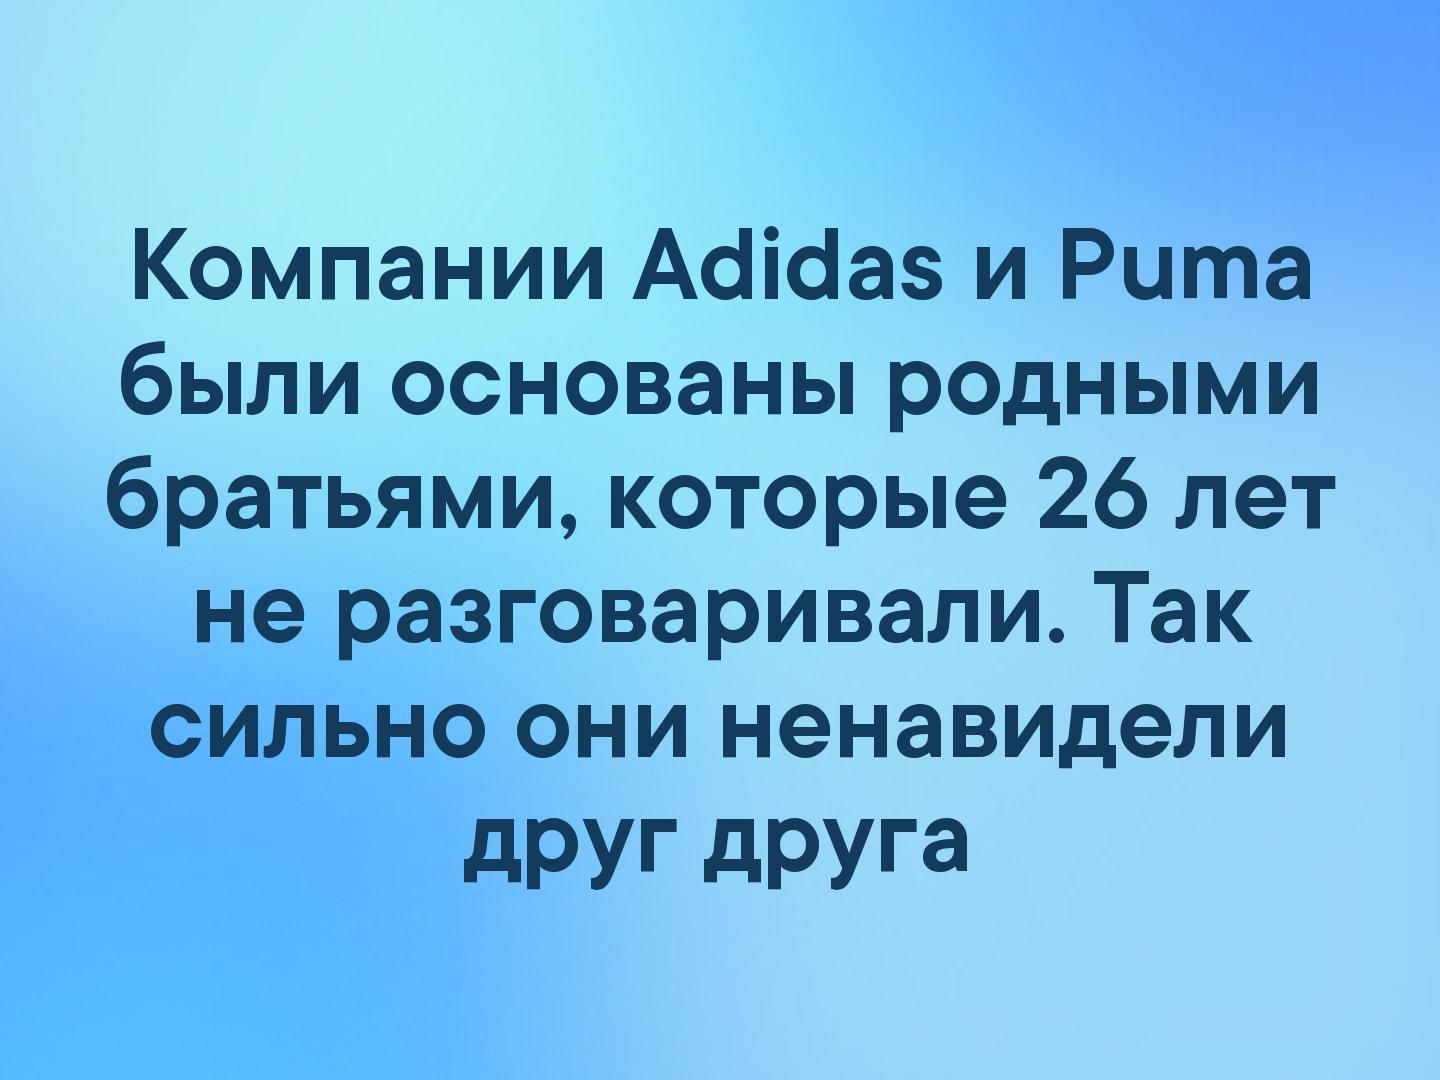 Компании Adidas и Puma
были основаны родными
братьями, которые 26 лет
не разговаривали. Так
сильно они ненавидели
друг друга